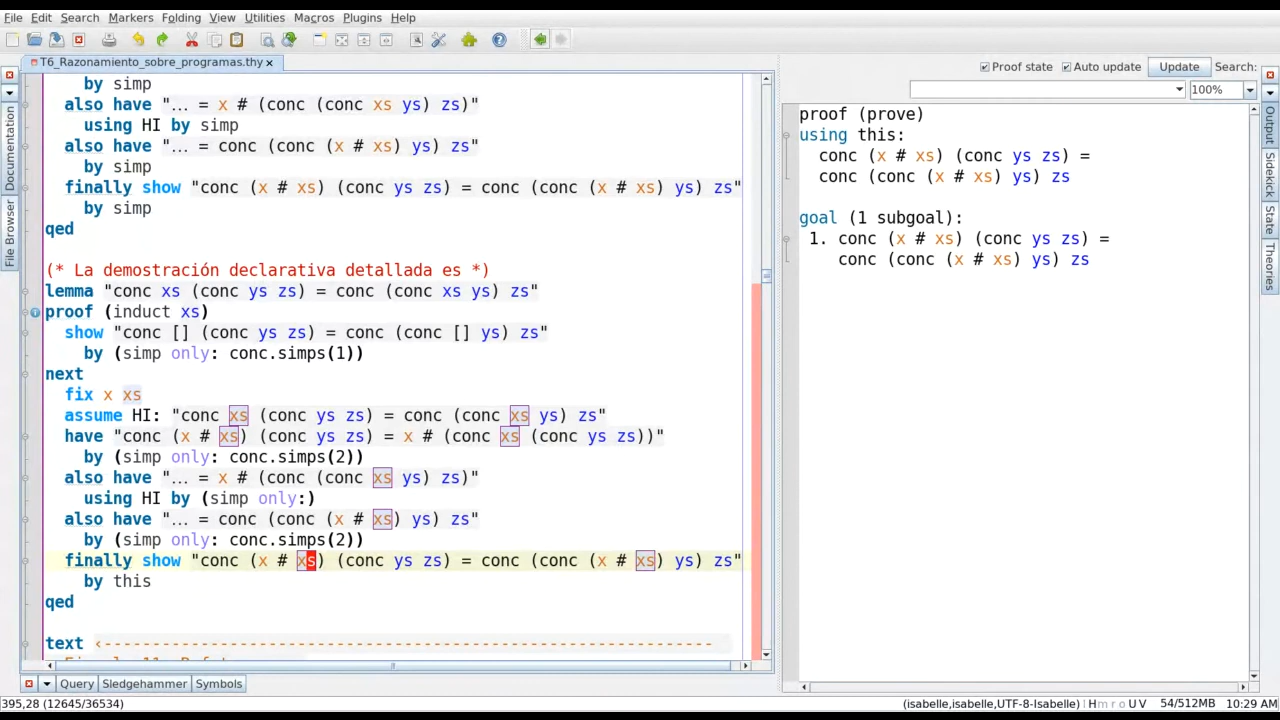 File Edit Search Markers Folding View Utilities Macros Plugins Help
T6_Razonamiento_sobre_programas.thy
by simp
also have "... = x # (conc (conc xs ys) zs)"
using HI by simp
also have "... = conc (conc (x # xs) ys) zs"
by simp
finally show "conc (x # xs) (conc ys zs) = conc (conc (x # xs) ys) zs"
by simp
qed
(* La demostración declarativa detallada es *)
lemma "conc xs (conc ys zs) = conc (conc xs ys) zs"
proof (induct xs)
show "conc [] (conc ys zs) = conc (conc [] ys) zs"
by (simp only: conc.simps(1))
next
fix x xs
assume HI: "conc xs (conc ys zs) = conc (conc xs ys) zs"
have "conc (x # xs) (conc ys zs) = x # (conc xs (conc ys zs))"
by (simp only: conc.simps(2))
also have "... = x # (conc (conc xs ys) zs)"
using HI by (simp only:)
also have "... = conc (conc (x # xs) ys) zs"
by (simp only: conc.simps(2))
finally show "conc (x # xs) (conc ys zs) = conc (conc (x # xs) ys) zs"
by this
qed
text ‹----------------------------------------------------------------
Documentation
File Browser
Query Sledgehammer Symbols
Proof state Auto update Update Search:
100%
proof (prove)
using this:
conc (x # xs) (conc ys zs) =
conc (conc (x # xs) ys) zs
goal (1 subgoal):
1. conc (x # xs) (conc ys zs) =
conc (conc (x # xs) ys) zs
Output
Sidekick
State
Theories
395,28 (12645/36534) (isabelle,isabelle,UTF-8-Isabelle) H m r o U V 54/512MB 10:29 AM